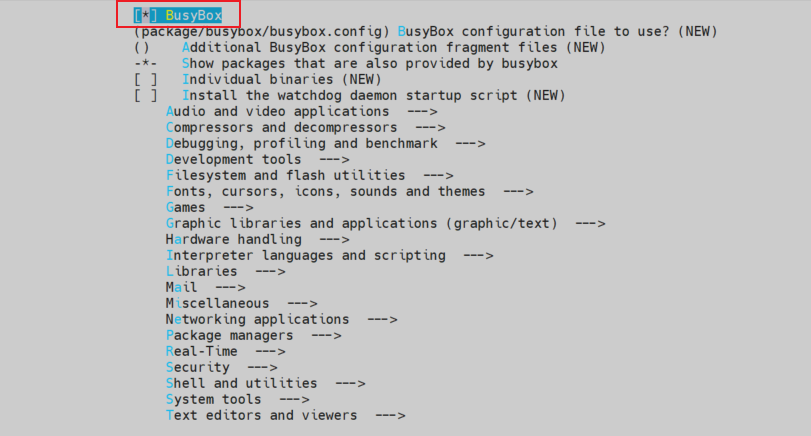 [*] BusyBox
(package/busybox/busybox.config) BusyBox configuration file to use? (NEW)
()    Additional BusyBox configuration fragment files (NEW)
-*-   Show packages that are also provided by busybox
[ ]   Individual binaries (NEW)
[ ]   Install the watchdog daemon startup script (NEW)
Audio and video applications  --->
Compressors and decompressors  --->
Debugging, profiling and benchmark  --->
Development tools  --->
Filesystem and flash utilities  --->
Fonts, cursors, icons, sounds and themes  --->
Games  --->
Graphic libraries and applications (graphic/text)  --->
Hardware handling  --->
Interpreter languages and scripting  --->
Libraries  --->
Mail  --->
Miscellaneous  --->
Networking applications  --->
Package managers  --->
Real-Time  --->
Security  --->
Shell and utilities  --->
System tools  --->
Text editors and viewers  --->